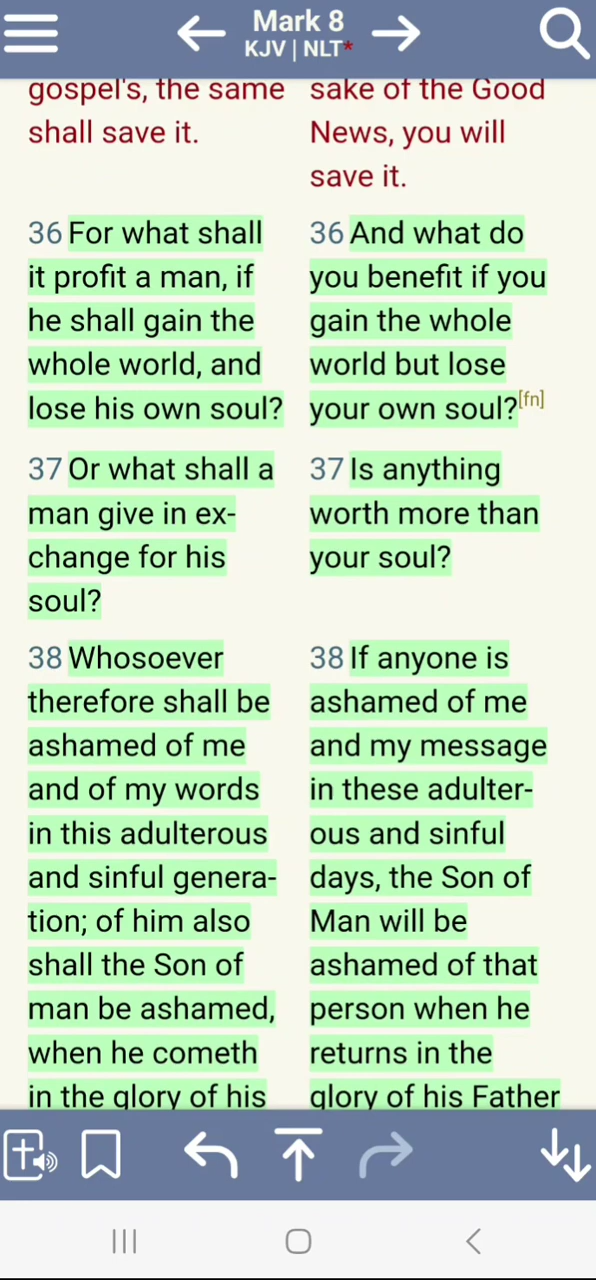 Mark 8
KJV | NLT*
gospel's, the same
shall save it.
36 For what shall
it profit a man, if
he shall gain the
whole world, and
lose his own soul?
37 Or what shall a
man give in ex-
change for his
soul?
38 Whosoever
therefore shall be
ashamed of me
and of my words
in this adulterous
and sinful genera-
tion; of him also
shall the Son of
man be ashamed,
when he cometh
in the glory of his
sake of the Good
News, you will
save it.
36 And what do
you benefit if you
gain the whole
world but lose
your own soul?[fn]
37 Is anything
worth more than
your soul?
38 If anyone is
ashamed of me
and my message
in these adulter-
ous and sinful
days, the Son of
Man will be
ashamed of that
person when he
returns in the
glory of his Father